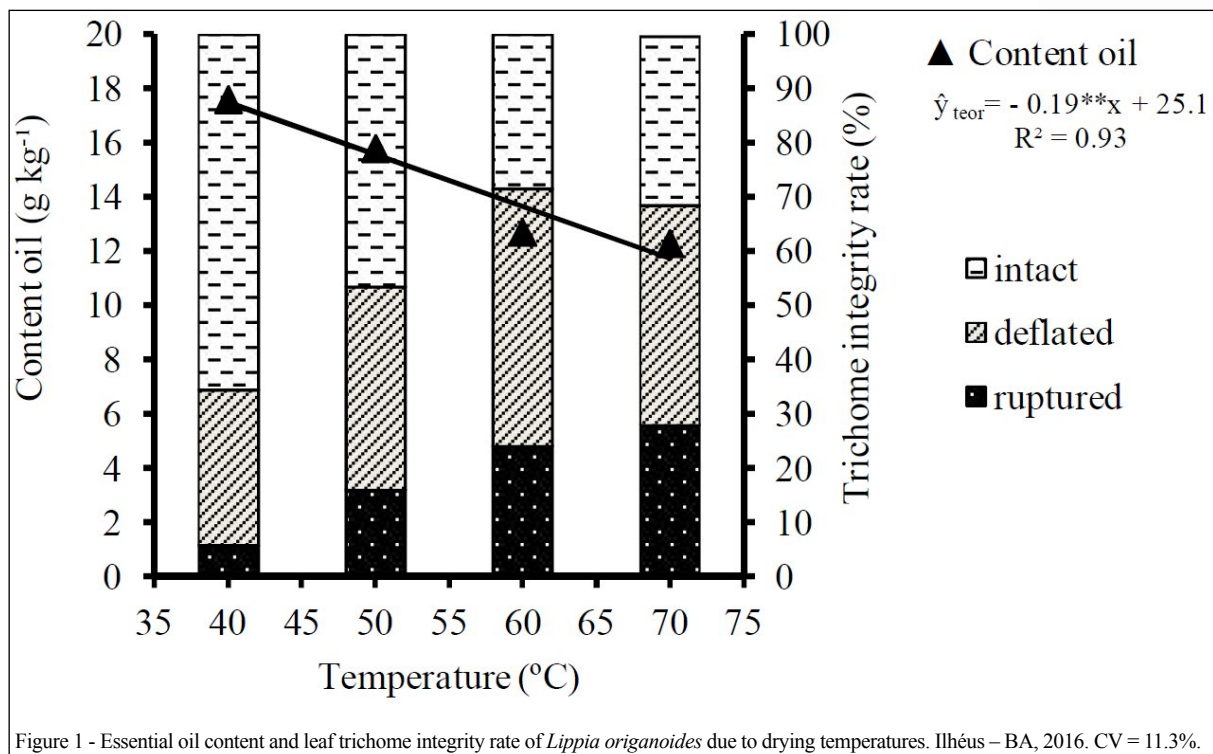 20
18
16
14
12
10
8
6
4
2
0
Content oil (g kg⁻¹)
100
90
80
70
60
50
40
30
20
10
0
Trichome integrity rate (%)
35 40 45 50 55 60 65 70 75
Temperature (ºC)
Content oil
ŷ teor= - 0.19**x + 25.1
R² = 0.93
intact
deflated
ruptured
Figure 1 - Essential oil content and leaf trichome integrity rate of Lippia origanoides due to drying temperatures. Ilhéus – BA, 2016. CV = 11.3%.